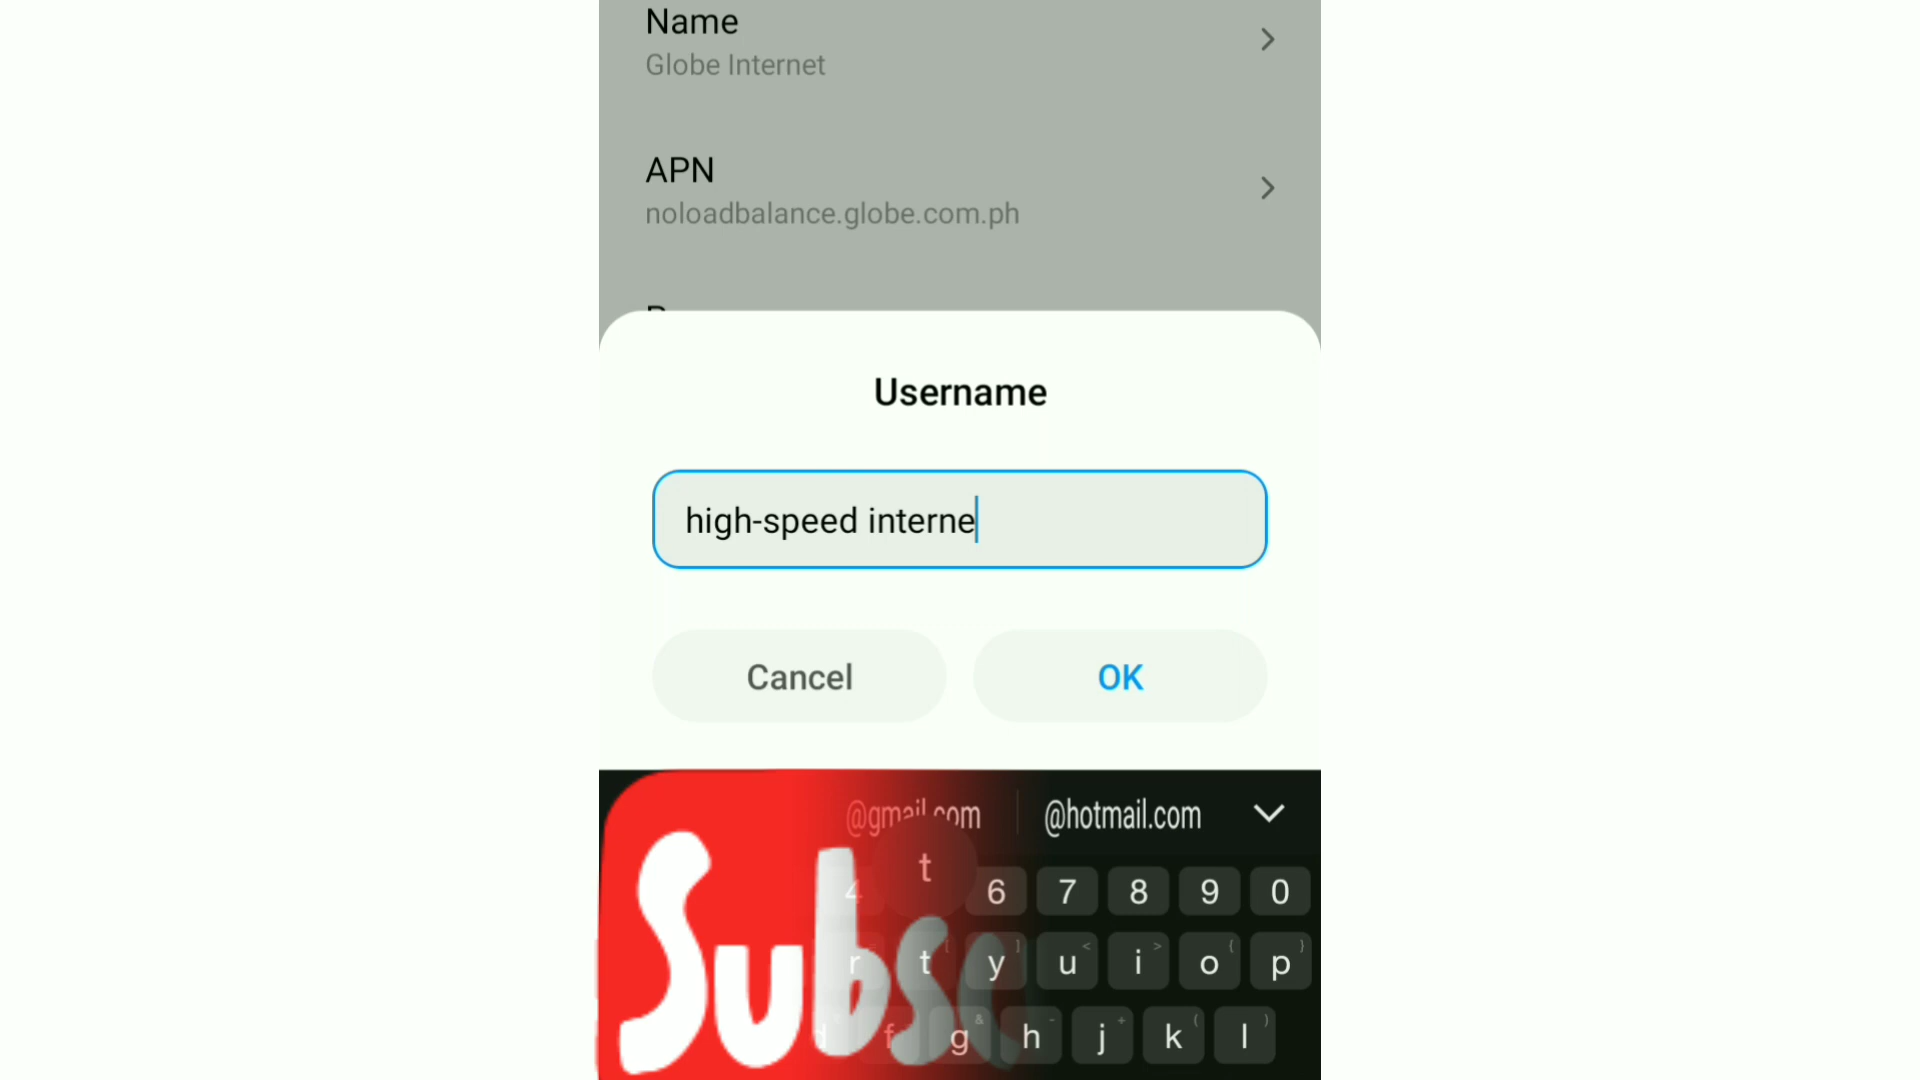 Name
Globe Internet
APN
noloadbalance.globe.com.ph
Username
high-speed interne
Cancel
OK
@gmail.com @hotmail.com
t
4 6 7 8 9 0
r t y u i o p
d f g h j k l
Subsc